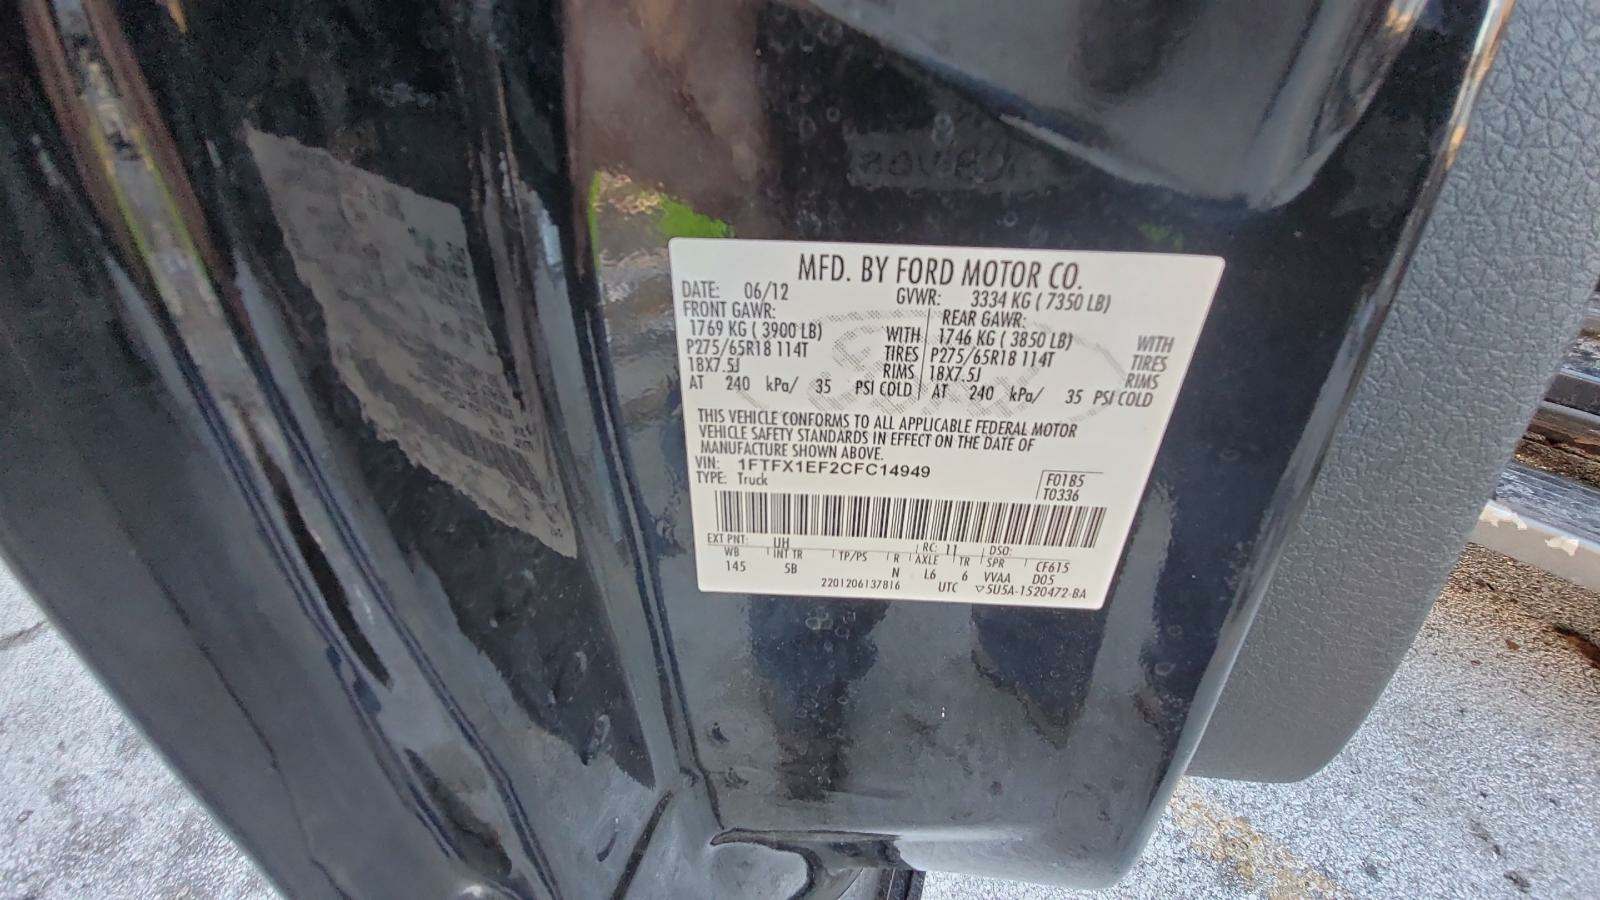 MFD. BY FORD MOTOR CO.
DATE: 06/12 GVWR: 3334 KG ( 7350 LB)
FRONT GAWR: REAR GAWR:
1769 KG ( 3900 LB) WITH 1746 KG ( 3850 LB) WITH
P275/65R18 114T TIRES P275/65R18 114T TIRES
18X7.5J RIMS 18X7.5J RIMS
AT 240 kPa/ 35 PSI COLD AT 240 kPa/ 35 PSI COLD
THIS VEHICLE CONFORMS TO ALL APPLICABLE FEDERAL MOTOR
VEHICLE SAFETY STANDARDS IN EFFECT ON THE DATE OF
MANUFACTURE SHOWN ABOVE.
VIN: 1FTFX1EF2CFC14949
TYPE: Truck
F0185
T0336
EXT PNT: UH RC: 11 DSO:
WB INT TR TP/PS R AXLE TR SPR CF615
145 5B N L6 6 VVAA D05
2201206137816 UTC ▽5U5A-1520472-BA